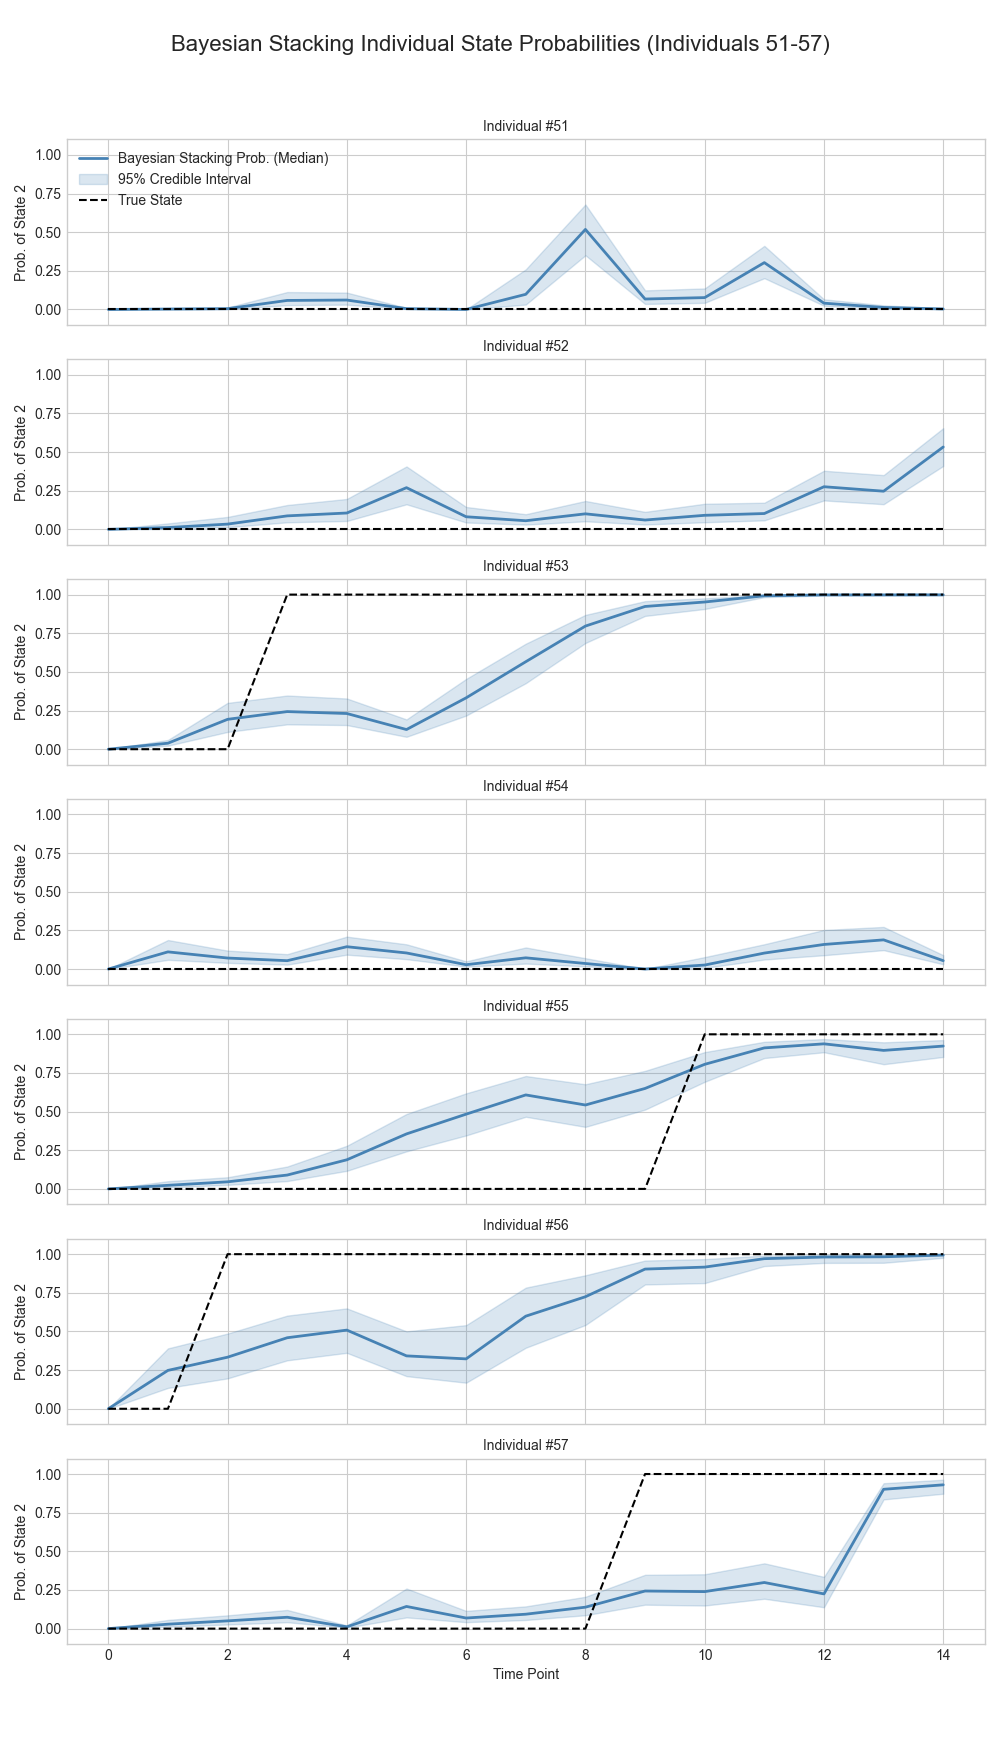 Bayesian Stacking Individual State Probabilities (Individuals 51-57)
Individual #51
Bayesian Stacking Prob. (Median)
95% Credible Interval
True State
Prob. of State 2
1.00
0.75
0.50
0.25
0.00
Individual #52
Prob. of State 2
1.00
0.75
0.50
0.25
0.00
Individual #53
Prob. of State 2
1.00
0.75
0.50
0.25
0.00
Individual #54
Prob. of State 2
1.00
0.75
0.50
0.25
0.00
Individual #55
Prob. of State 2
1.00
0.75
0.50
0.25
0.00
Individual #56
Prob. of State 2
1.00
0.75
0.50
0.25
0.00
Individual #57
Prob. of State 2
1.00
0.75
0.50
0.25
0.00
0 2 4 6 8 10 12 14
Time Point